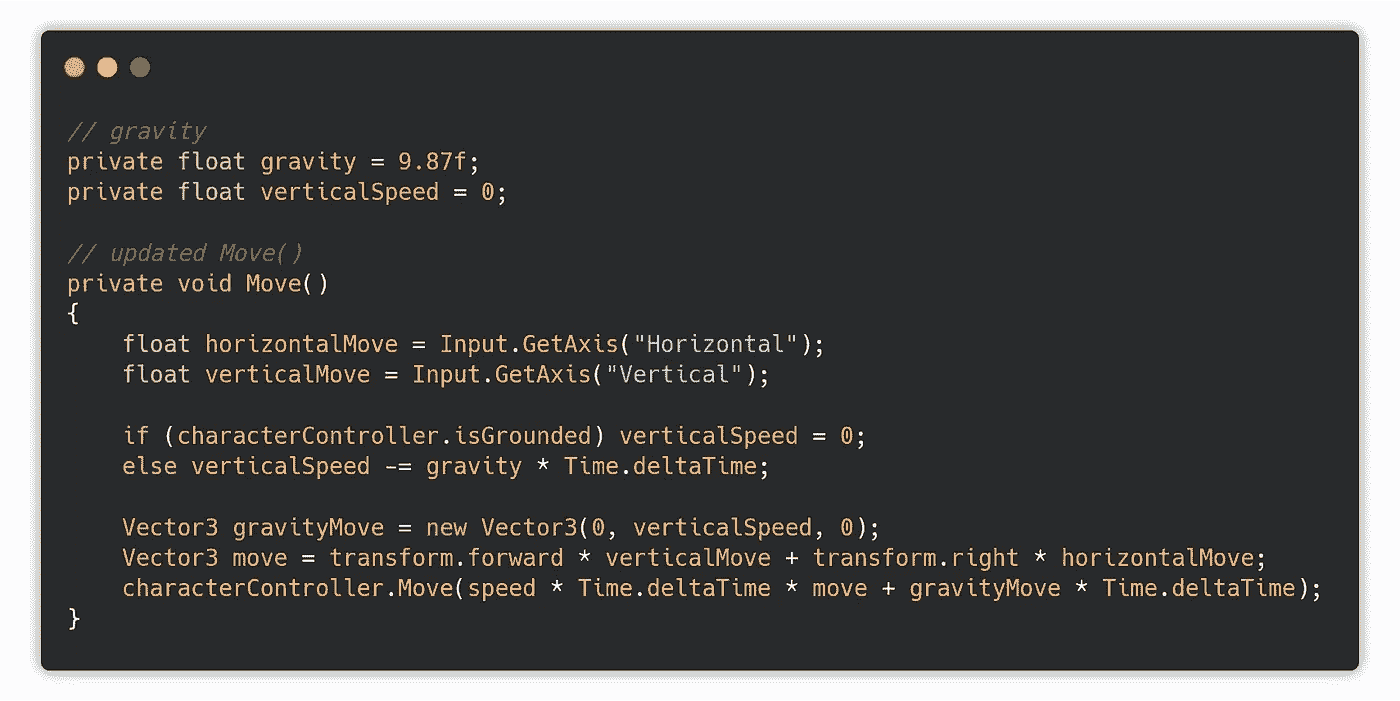 // gravity
private float gravity = 9.87f;
private float verticalSpeed = 0;
// updated Move()
private void Move()
{
float horizontalMove = Input.GetAxis("Horizontal");
float verticalMove = Input.GetAxis("Vertical");
if (characterController.isGrounded) verticalSpeed = 0;
else verticalSpeed -= gravity * Time.deltaTime;
Vector3 gravityMove = new Vector3(0, verticalSpeed, 0);
Vector3 move = transform.forward * verticalMove + transform.right * horizontalMove;
characterController.Move(speed * Time.deltaTime * move + gravityMove * Time.deltaTime);
}